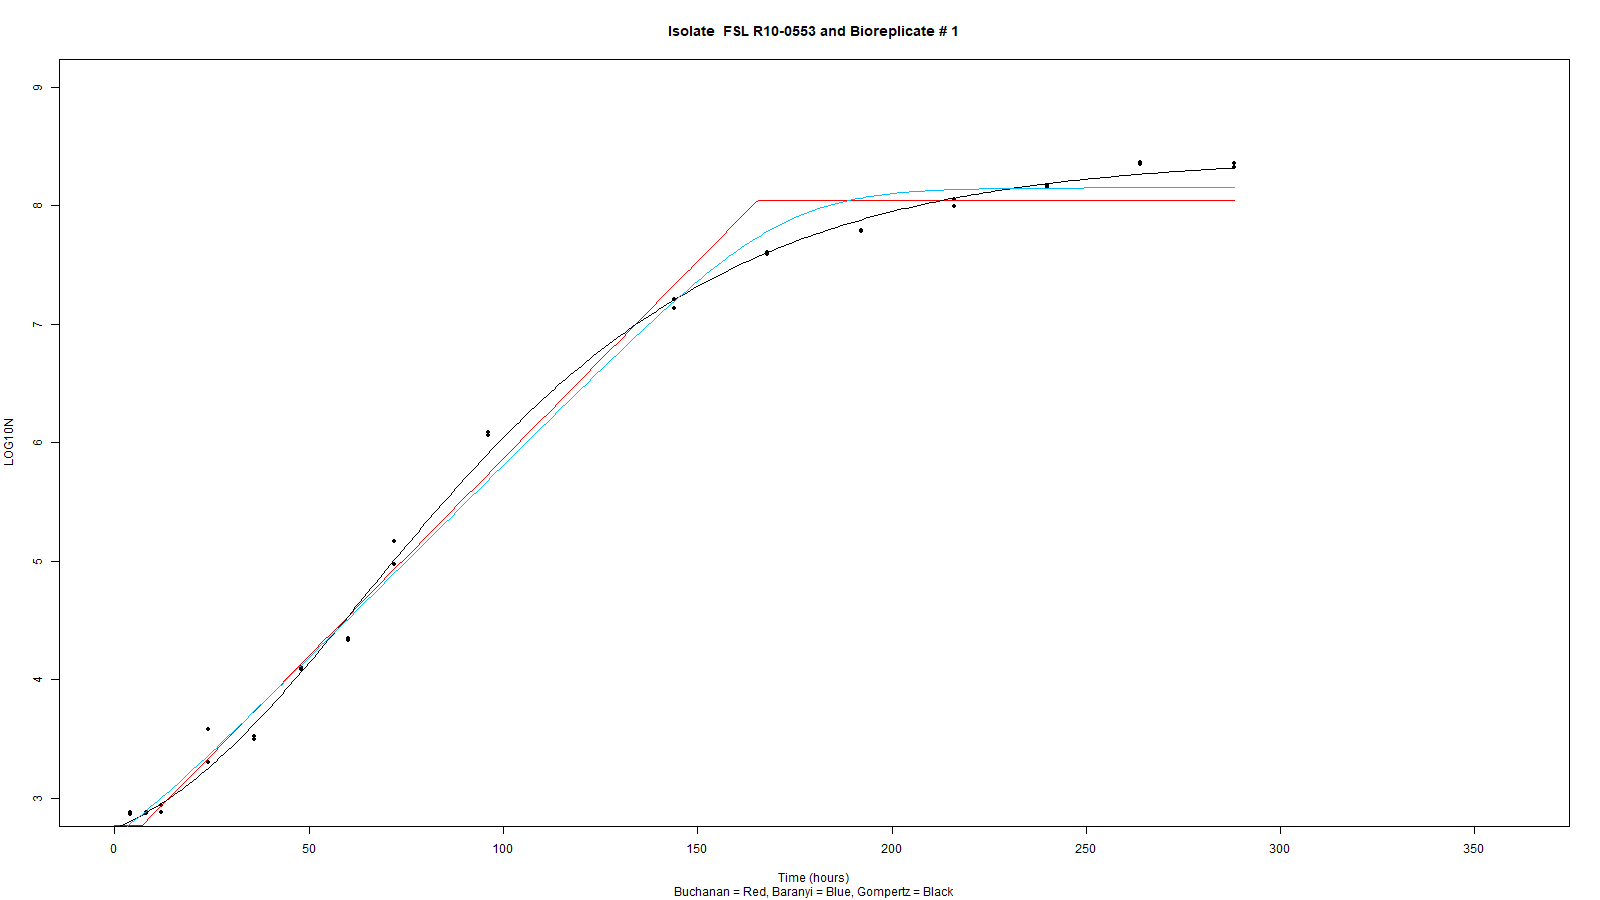 Isolate  FSL R10-0553 and Bioreplicate # 1
9
8
7
6
5
4
3
LOG10N
0 50 100 150 200 250 300 350
Time (hours)
Buchanan = Red, Baranyi = Blue, Gompertz = Black